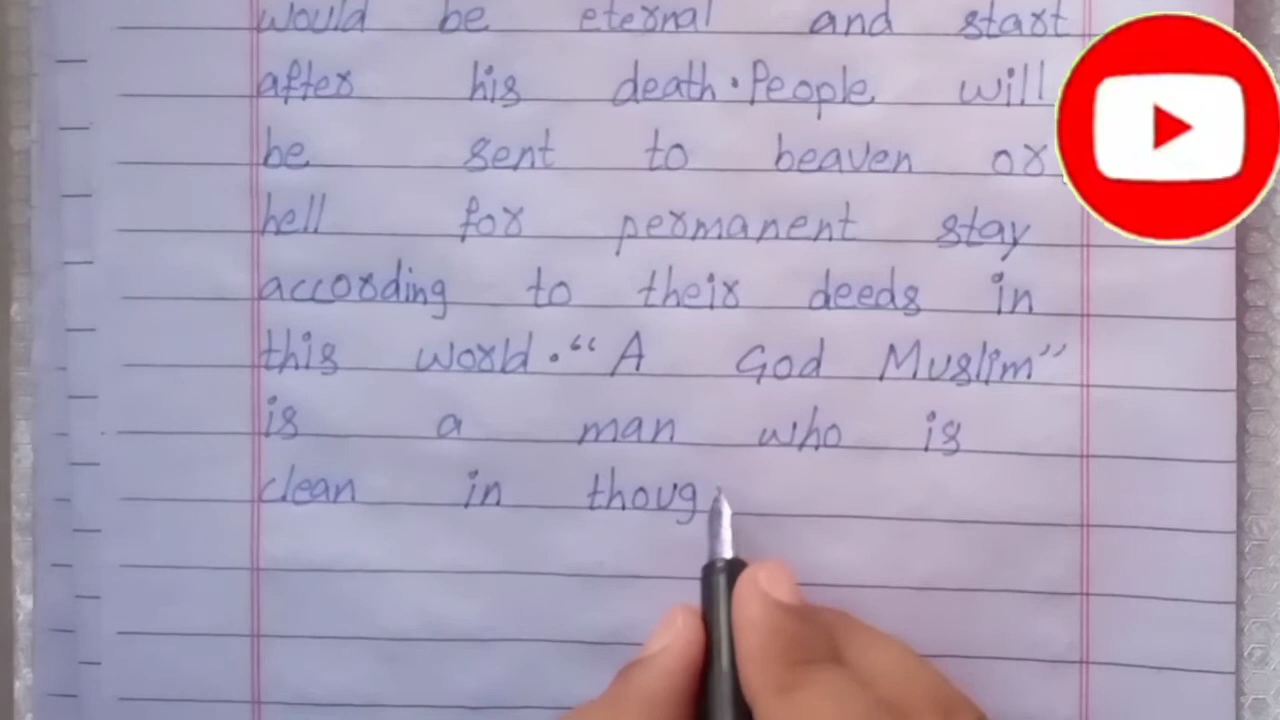 would be eternal and start
after his death. People will
be sent to beaven or
hell for permanent stay
according to their deeds in
this world. "A God Muslim"
is a man who is
clean in thoug